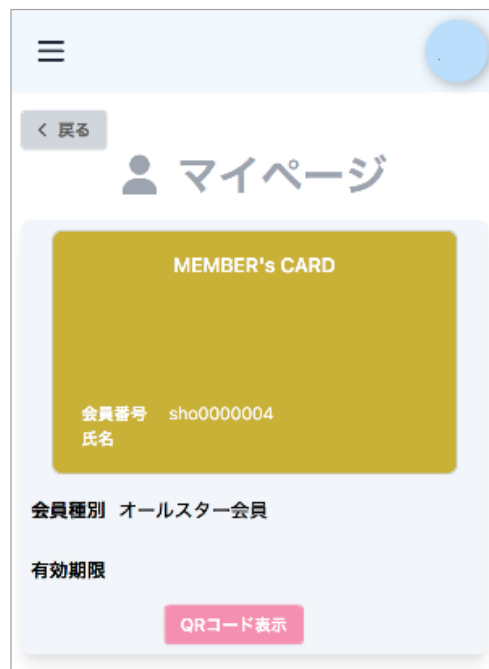 戻る
マイページ
MEMBER's CARD
会員番号 sho0000004
氏名
会員種別 オールスター会員
有効期限
QRコード表示